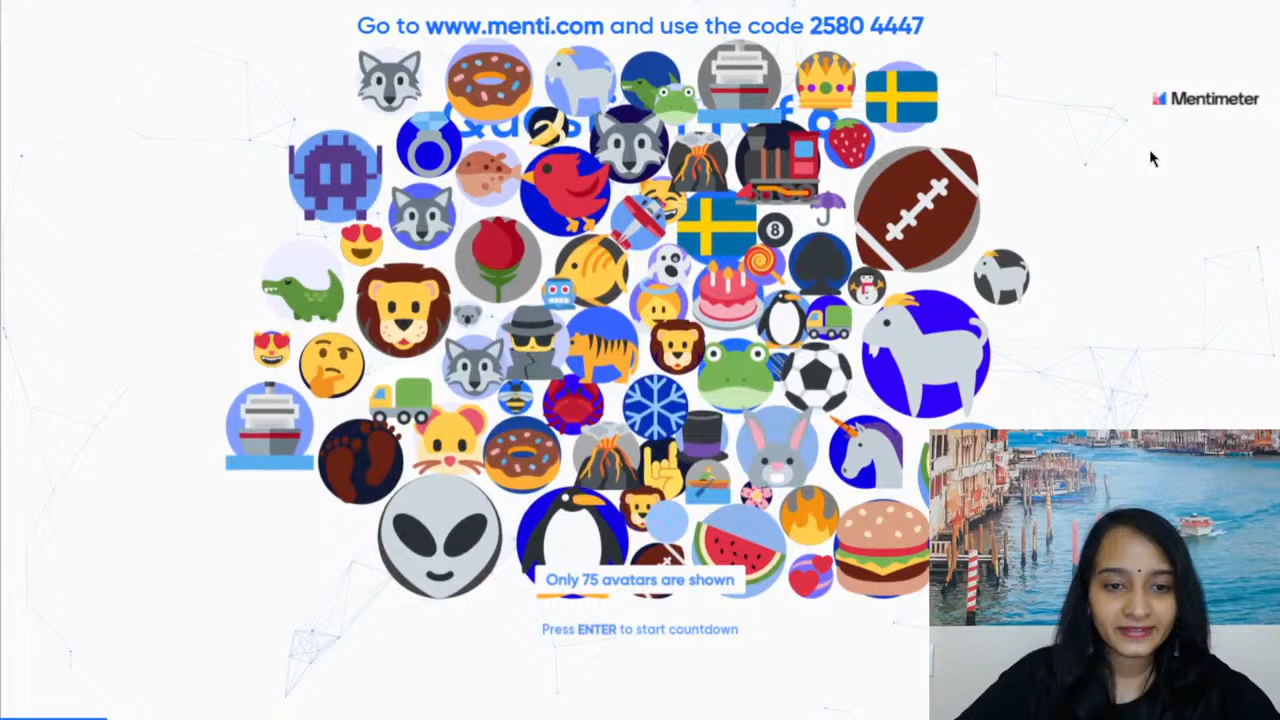 Go to www.menti.com and use the code 2580 4447
Mentimeter
8
Only 75 avatars are shown
Press ENTER to start countdown